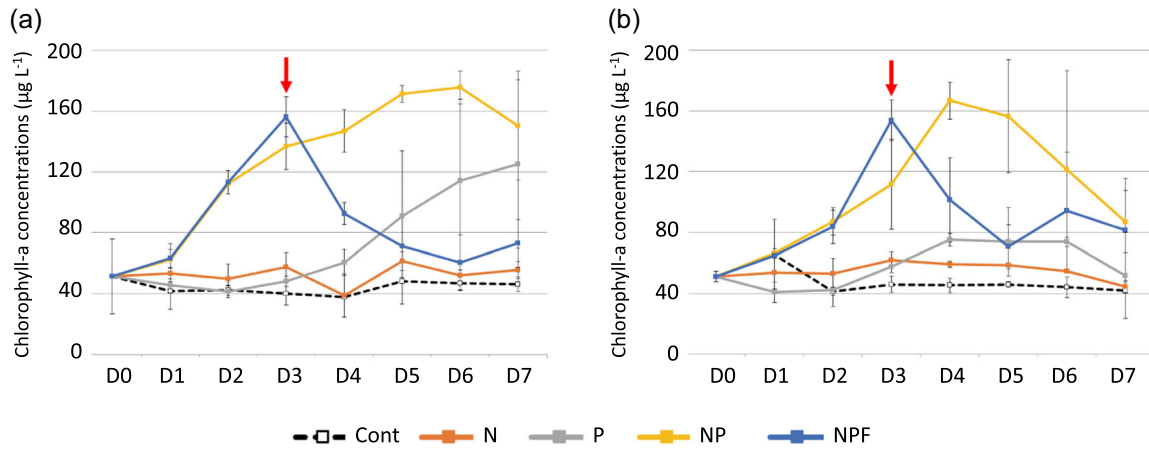 (a)
Chlorophyll-a concentrations (µg L-1)
200
160
120
80
40
0
D0 D1 D2 D3 D4 D5 D6 D7
(b)
Chlorophyll-a concentrations (µg L-1)
200
160
120
80
40
0
D0 D1 D2 D3 D4 D5 D6 D7
Cont N P NP NPF